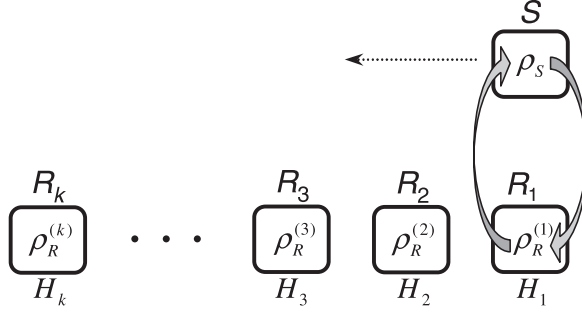 S
ρ_S
R_k R_3 R_2 R_1
ρ_R^{(k)} · · · ρ_R^{(3)} ρ_R^{(2)} ρ_R^{(1)}
H_k H_3 H_2 H_1